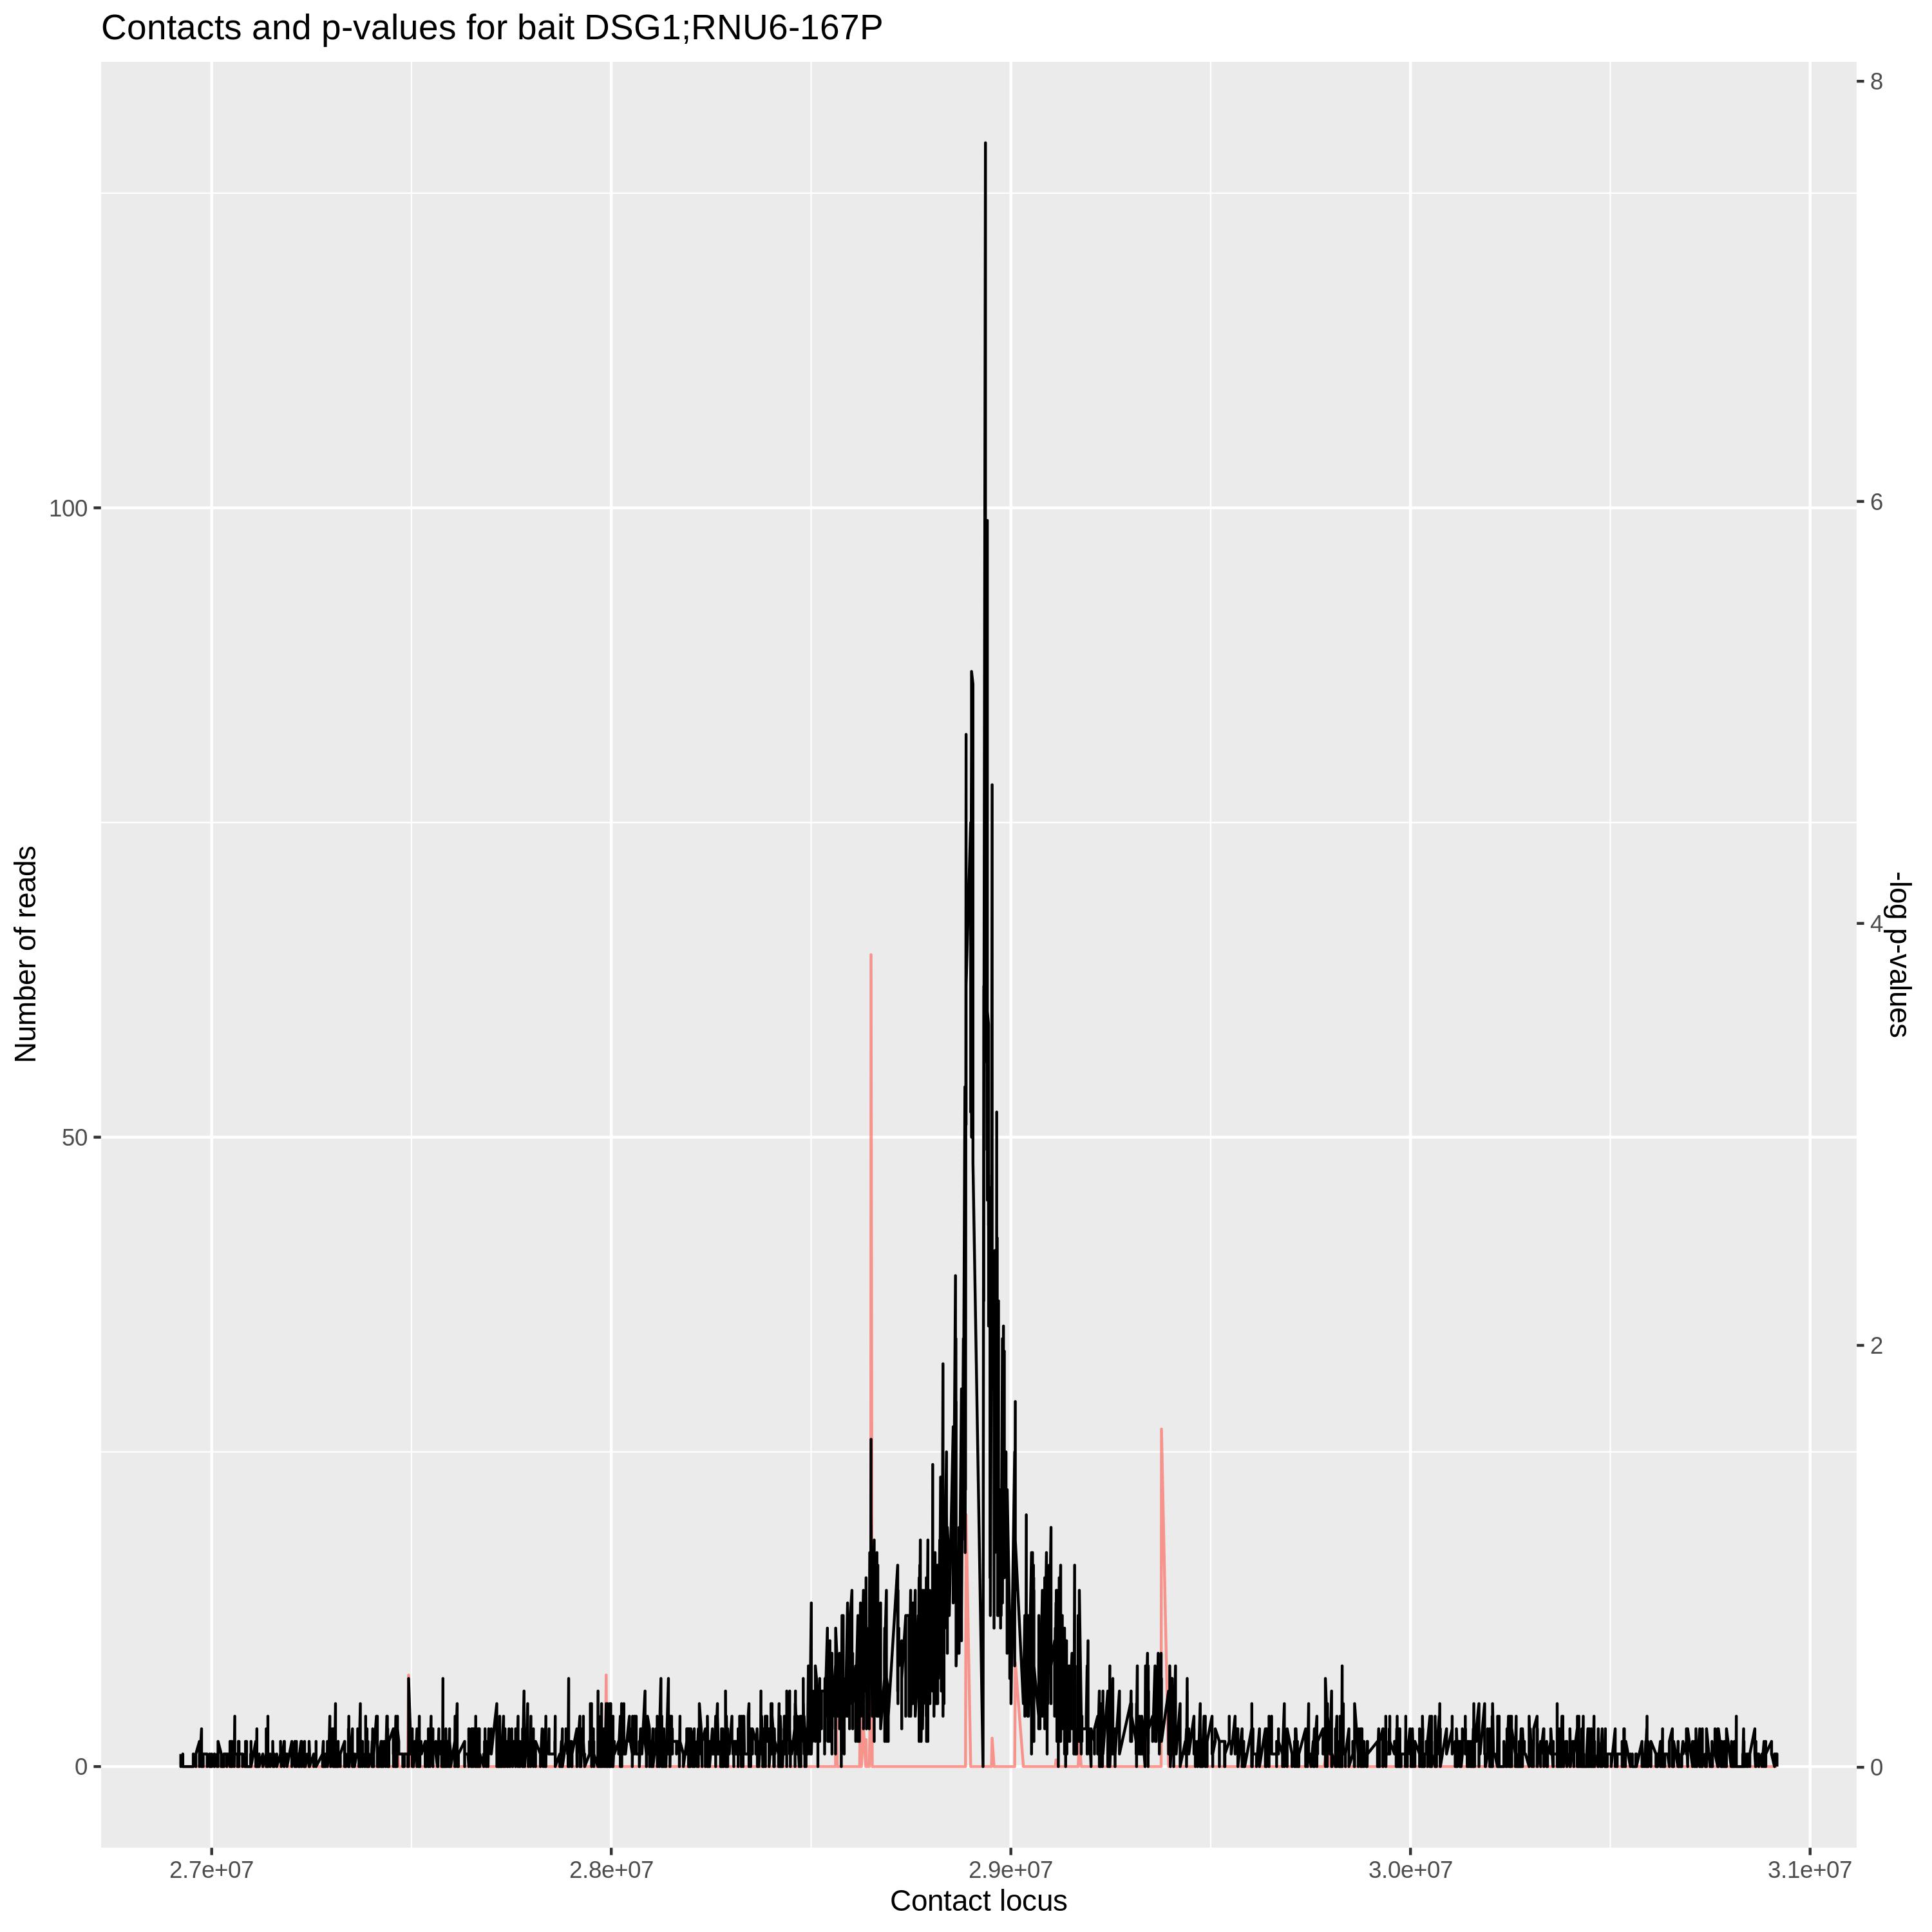 Contacts and p-values for bait DSG1;RNU6-167P
Number of reads
100
50
0
8
6
4
2
0
-log p-values
2.7e+07
2.8e+07
2.9e+07
3.0e+07
3.1e+07
Contact locus